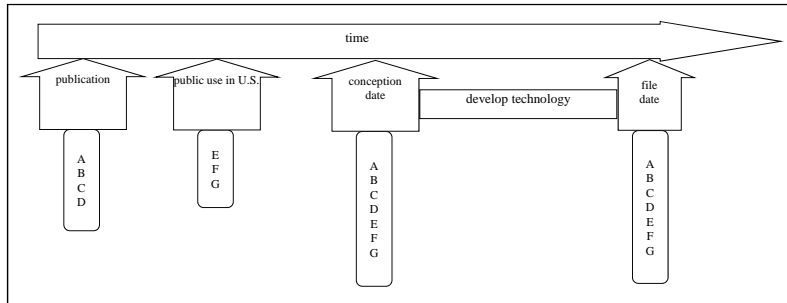 time
publication
public use in U.S.
conception
date
develop technology
file
date
A
B
C
D
E
F
G
A
B
C
D
E
F
G
A
B
C
D
E
F
G